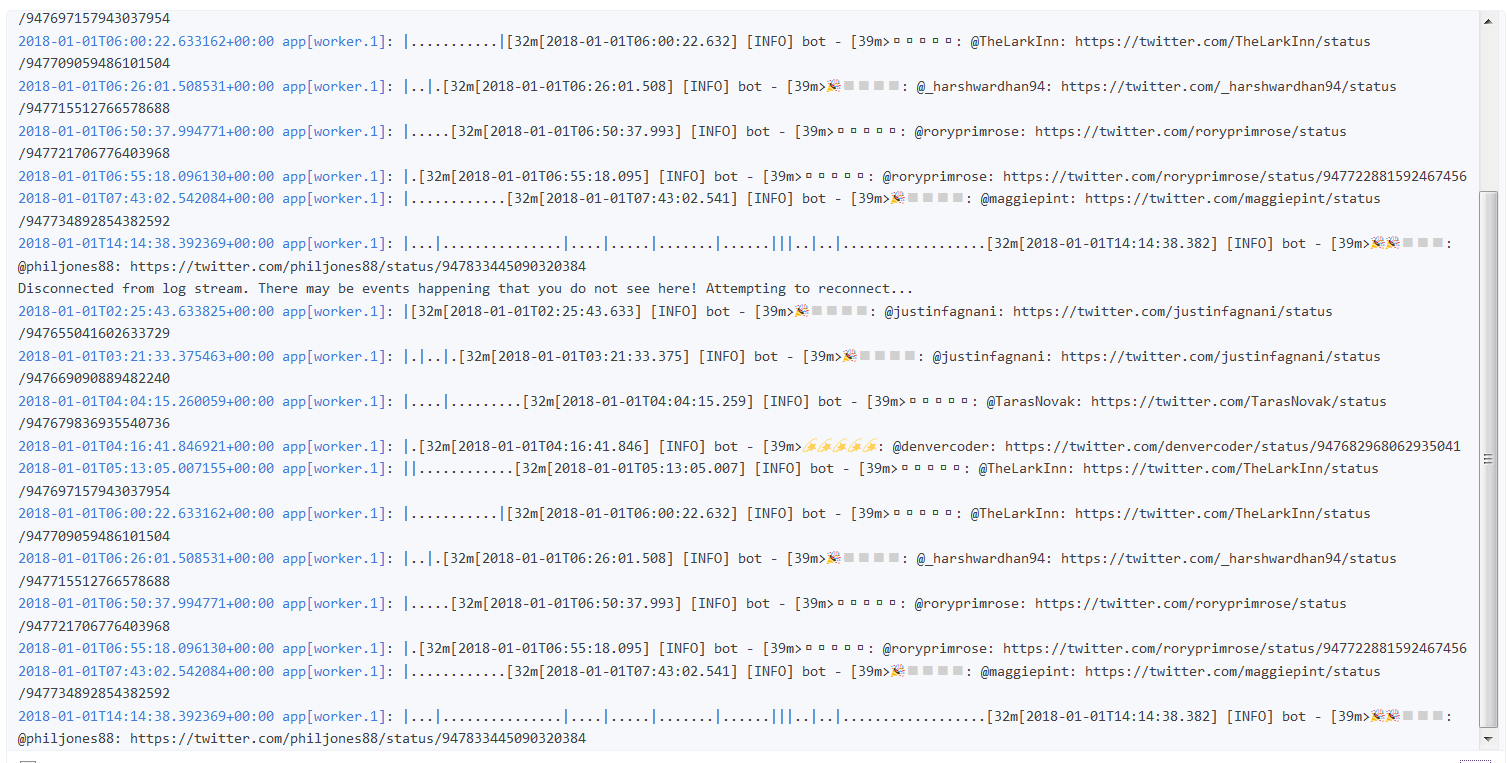 /947697157943037954
2018-01-01T06:00:22.633162+00:00 app[worker.1]: |...........|[32m[2018-01-01T06:00:22.632] [INFO] bot - [39m>▫▫▫▫▫: @TheLarkInn: https://twitter.com/TheLarkInn/status
/947709059486101504
2018-01-01T06:26:01.508531+00:00 app[worker.1]: |..|.[32m[2018-01-01T06:26:01.508] [INFO] bot - [39m>🎉◽◽◽◽: @_harshwardhan94: https://twitter.com/_harshwardhan94/status
/947715512766578688
2018-01-01T06:50:37.994771+00:00 app[worker.1]: |.....[32m[2018-01-01T06:50:37.993] [INFO] bot - [39m>▫▫▫▫▫: @roryprimrose: https://twitter.com/roryprimrose/status
/947721706776403968
2018-01-01T06:55:18.096130+00:00 app[worker.1]: |.[32m[2018-01-01T06:55:18.095] [INFO] bot - [39m>▫▫▫▫▫: @roryprimrose: https://twitter.com/roryprimrose/status/947722881592467456
2018-01-01T07:43:02.542084+00:00 app[worker.1]: |............[32m[2018-01-01T07:43:02.541] [INFO] bot - [39m>🎉◽◽◽◽: @maggiepint: https://twitter.com/maggiepint/status
/947734892854382592
2018-01-01T14:14:38.392369+00:00 app[worker.1]: |...|...............|....|.....|.......|......|||..|..|..................[32m[2018-01-01T14:14:38.382] [INFO] bot - [39m>🎉🎉◽◽◽:
@philjones88: https://twitter.com/philjones88/status/947833445090320384
Disconnected from log stream. There may be events happening that you do not see here! Attempting to reconnect...
2018-01-01T02:25:43.633825+00:00 app[worker.1]: |[32m[2018-01-01T02:25:43.633] [INFO] bot - [39m>🎉◽◽◽◽: @justinfagnani: https://twitter.com/justinfagnani/status
/947655041602633729
2018-01-01T03:21:33.375463+00:00 app[worker.1]: |.|..|.[32m[2018-01-01T03:21:33.375] [INFO] bot - [39m>🎉◽◽◽◽: @justinfagnani: https://twitter.com/justinfagnani/status
/947669090889482240
2018-01-01T04:04:15.260059+00:00 app[worker.1]: |....|.........[32m[2018-01-01T04:04:15.259] [INFO] bot - [39m>▫▫▫▫▫: @TarasNovak: https://twitter.com/TarasNovak/status
/947679836935540736
2018-01-01T04:16:41.846921+00:00 app[worker.1]: |.[32m[2018-01-01T04:16:41.846] [INFO] bot - [39m>💫💫💫💫💫: @denvercoder: https://twitter.com/denvercoder/status/947682968062935041
2018-01-01T05:13:05.007155+00:00 app[worker.1]: ||............[32m[2018-01-01T05:13:05.007] [INFO] bot - [39m>▫▫▫▫▫: @TheLarkInn: https://twitter.com/TheLarkInn/status
/947697157943037954
2018-01-01T06:00:22.633162+00:00 app[worker.1]: |...........|[32m[2018-01-01T06:00:22.632] [INFO] bot - [39m>▫▫▫▫▫: @TheLarkInn: https://twitter.com/TheLarkInn/status
/947709059486101504
2018-01-01T06:26:01.508531+00:00 app[worker.1]: |..|.[32m[2018-01-01T06:26:01.508] [INFO] bot - [39m>🎉◽◽◽◽: @_harshwardhan94: https://twitter.com/_harshwardhan94/status
/947715512766578688
2018-01-01T06:50:37.994771+00:00 app[worker.1]: |.....[32m[2018-01-01T06:50:37.993] [INFO] bot - [39m>▫▫▫▫▫: @roryprimrose: https://twitter.com/roryprimrose/status
/947721706776403968
2018-01-01T06:55:18.096130+00:00 app[worker.1]: |.[32m[2018-01-01T06:55:18.095] [INFO] bot - [39m>▫▫▫▫▫: @roryprimrose: https://twitter.com/roryprimrose/status/947722881592467456
2018-01-01T07:43:02.542084+00:00 app[worker.1]: |............[32m[2018-01-01T07:43:02.541] [INFO] bot - [39m>🎉◽◽◽◽: @maggiepint: https://twitter.com/maggiepint/status
/947734892854382592
2018-01-01T14:14:38.392369+00:00 app[worker.1]: |...|...............|....|.....|.......|......|||..|..|..................[32m[2018-01-01T14:14:38.382] [INFO] bot - [39m>🎉🎉◽◽◽:
@philjones88: https://twitter.com/philjones88/status/947833445090320384